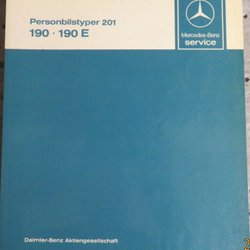 Personbilstyper 201
190 · 190 E
Mercedes-Benz
service
Daimler-Benz Aktiengesellschaft